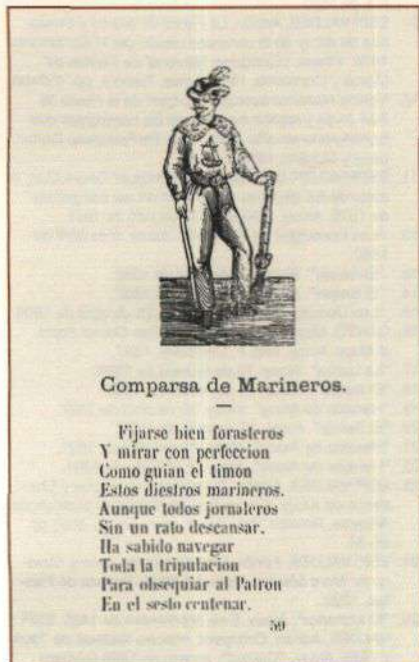 Comparsa de Marineros.
Fijarse bien forasteros
Y mirar con perfeccion
Como guian el timon
Estos diestros marineros.
Aunque todos jornaleros
Sin un rato descansar.
Ha sabido navegar
Toda la tripulacion
Para obsequiar al Patron
En el sesto centenar.
59